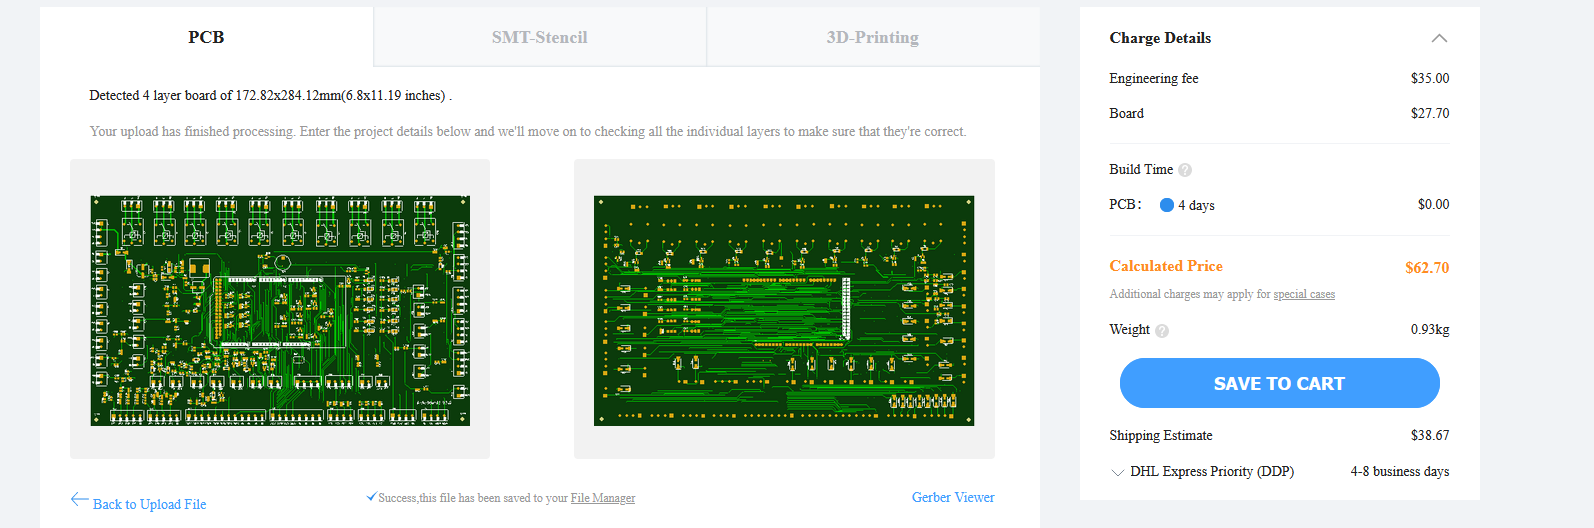 PCB
SMT-Stencil
3D-Printing
Detected 4 layer board of 172.82x284.12mm(6.8x11.19 inches) .
Your upload has finished processing. Enter the project details below and we'll move on to checking all the individual layers to make sure that they're correct.
Back to Upload File
Success,this file has been saved to your File Manager
Gerber Viewer
Charge Details
Engineering fee $35.00
Board $27.70
Build Time ?
PCB: 4 days $0.00
Calculated Price $62.70
Additional charges may apply for special cases
Weight ? 0.93kg
SAVE TO CART
Shipping Estimate $38.67
DHL Express Priority (DDP) 4-8 business days